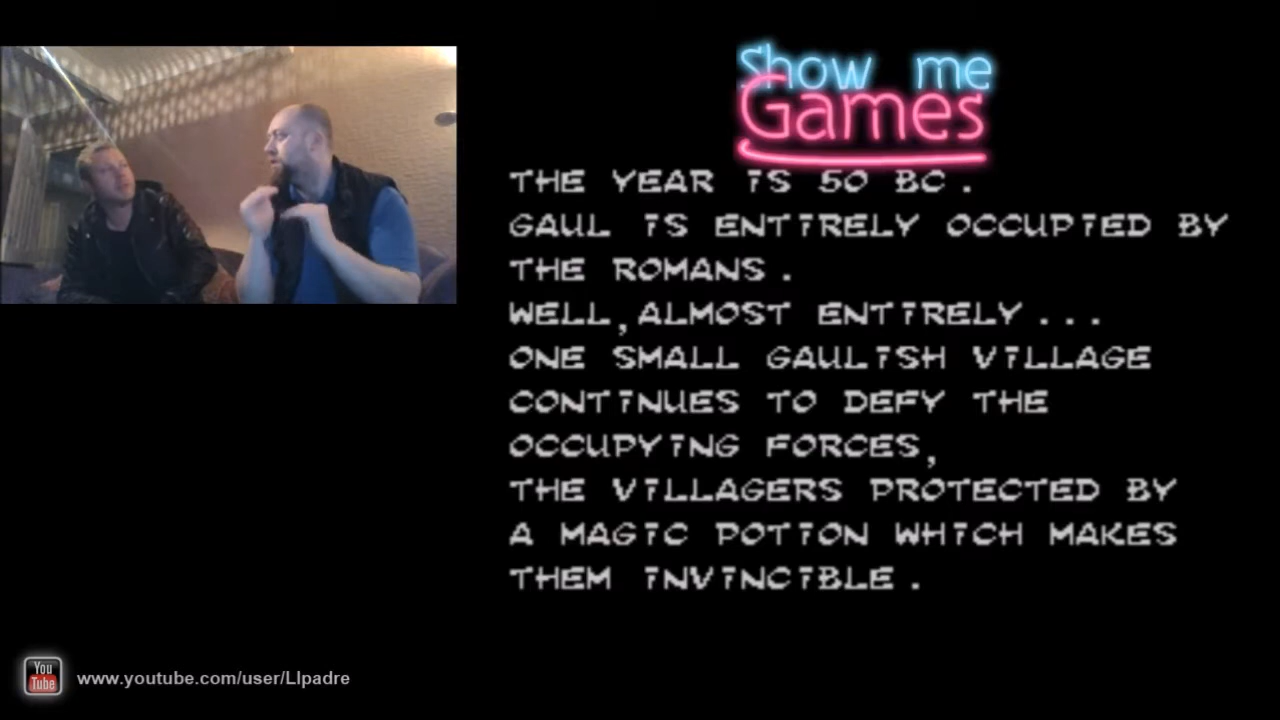 Show me
Games
THE YEAR IS 50 BC.
GAUL IS ENTIRELY OCCUPIED BY
THE ROMANS.
WELL,ALMOST ENTIRELY...
ONE SMALL GAULISH VILLAGE
CONTINUES TO DEFY THE
OCCUPYING FORCES,
THE VILLAGERS PROTECTED BY
A MAGIC POTION WHICH MAKES
THEM INVINCIBLE.
You
Tube
www.youtube.com/user/LIpadre